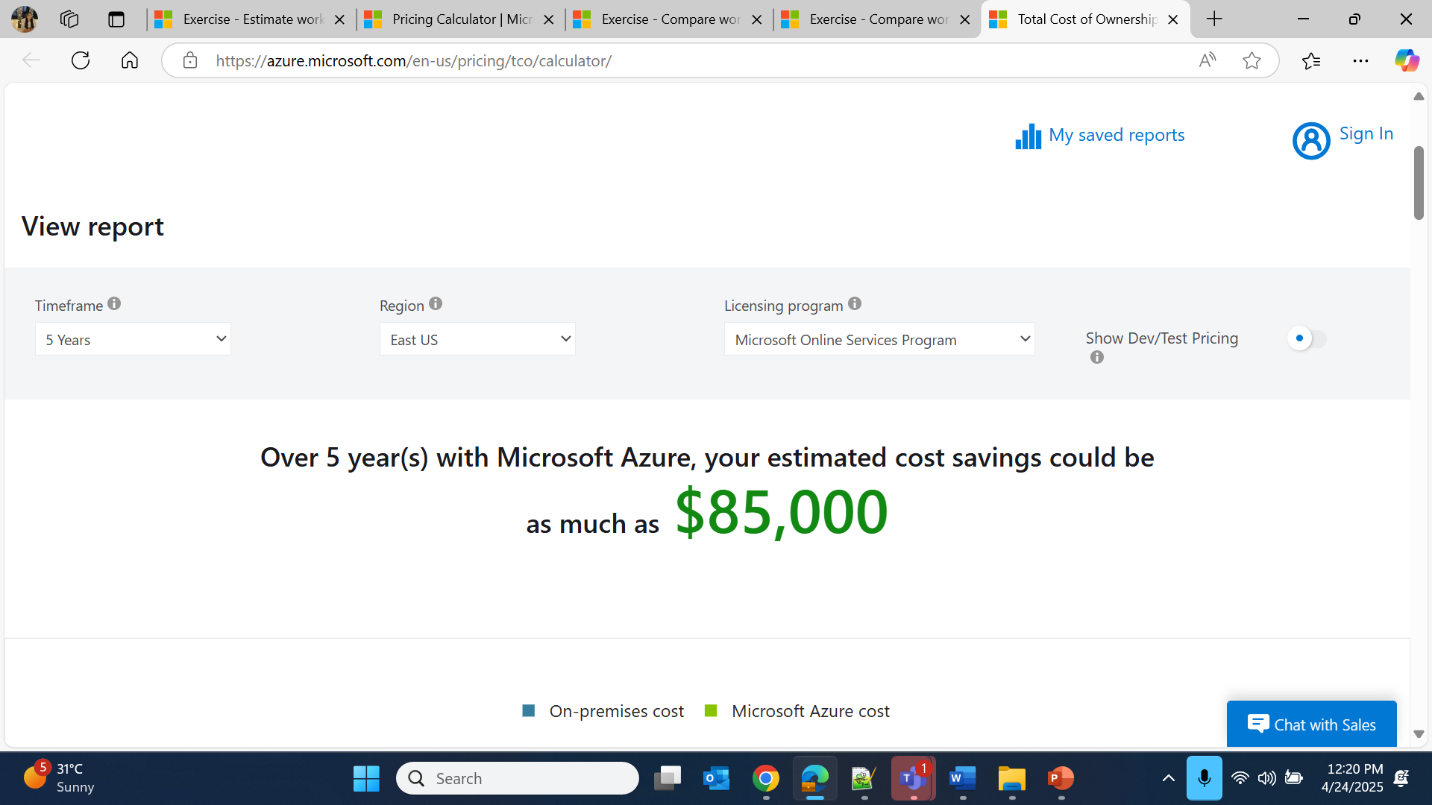 Exercise - Estimate work
Pricing Calculator | Micr
Exercise - Compare wor
Exercise - Compare wor
Total Cost of Ownership
https://azure.microsoft.com/en-us/pricing/tco/calculator/
My saved reports
Sign In
View report
Timeframe
Region
Licensing program
5 Years
East US
Microsoft Online Services Program
Show Dev/Test Pricing
Over 5 year(s) with Microsoft Azure, your estimated cost savings could be
as much as $85,000
On-premises cost
Microsoft Azure cost
Chat with Sales
5
31°C
Sunny
Search
1
12:20 PM
4/24/2025